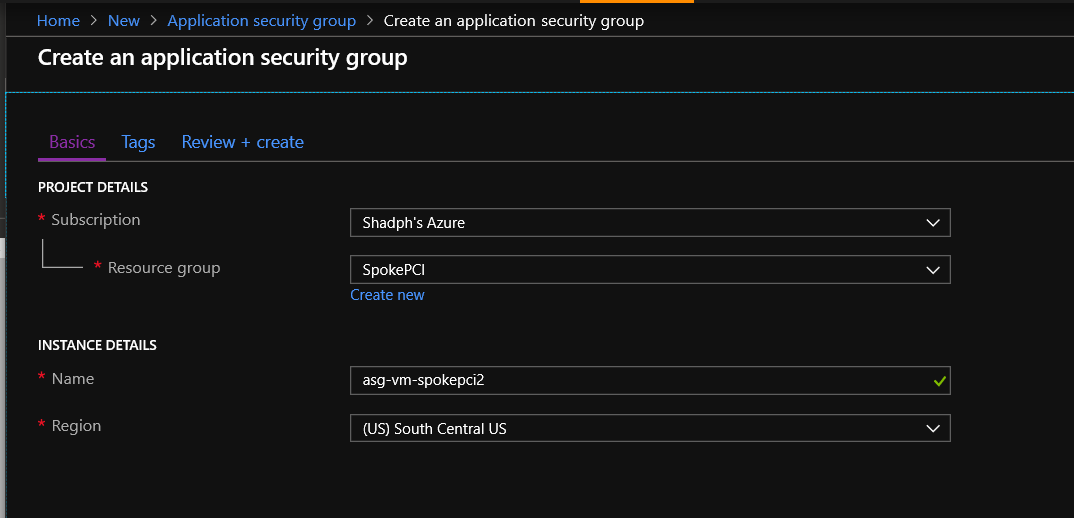 Home > New > Application security group > Create an application security group
Create an application security group
Basics Tags Review + create
PROJECT DETAILS
* Subscription Shadph's Azure
* Resource group SpokePCI
Create new
INSTANCE DETAILS
* Name asg-vm-spokepci2
* Region (US) South Central US